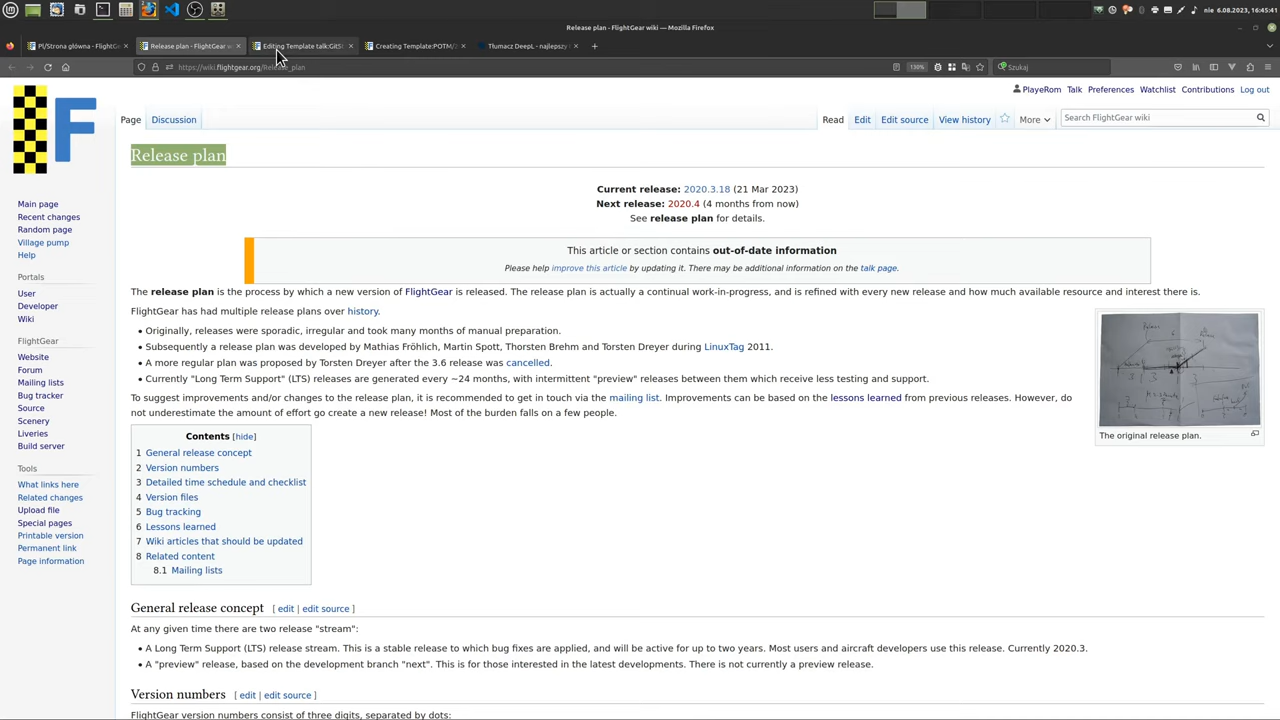 nie 6.08.2023, 16:45:41
Release plan - FlightGear wiki — Mozilla Firefox
Pl/Strona główna - FlightGe
Release plan - FlightGear w
Editing Template talk:GitS
Creating Template:POTM/2
Tłumacz DeepL - najlepszy
https://wiki.flightgear.org/Release_plan
130%
Szukaj
PlayeRom Talk Preferences Watchlist Contributions Log out
Page Discussion Read Edit Edit source View history More Search FlightGear wiki
F
Main page
Recent changes
Random page
Village pump
Help
Portals
User
Developer
Wiki
FlightGear
Website
Forum
Mailing lists
Bug tracker
Source
Scenery
Liveries
Build server
Tools
What links here
Related changes
Upload file
Special pages
Printable version
Permanent link
Page information
Release plan
Current release: 2020.3.18 (21 Mar 2023)
Next release: 2020.4 (4 months from now)
See release plan for details.
This article or section contains out-of-date information
Please help improve this article by updating it. There may be additional information on the talk page.
The release plan is the process by which a new version of FlightGear is released. The release plan is actually a continual work-in-progress, and is refined with every new release and how much available resource and interest there is.
FlightGear has had multiple release plans over history.
• Originally, releases were sporadic, irregular and took many months of manual preparation.
• Subsequently a release plan was developed by Mathias Fröhlich, Martin Spott, Thorsten Brehm and Torsten Dreyer during LinuxTag 2011.
• A more regular plan was proposed by Torsten Dreyer after the 3.6 release was cancelled.
• Currently "Long Term Support" (LTS) releases are generated every ~24 months, with intermittent "preview" releases between them which receive less testing and support.
To suggest improvements and/or changes to the release plan, it is recommended to get in touch via the mailing list. Improvements can be based on the lessons learned from previous releases. However, do
not underestimate the amount of effort go create a new release! Most of the burden falls on a few people.
The original release plan.
Contents [hide]
1 General release concept
2 Version numbers
3 Detailed time schedule and checklist
4 Version files
5 Bug tracking
6 Lessons learned
7 Wiki articles that should be updated
8 Related content
8.1 Mailing lists
General release concept [ edit | edit source ]
At any given time there are two release "stream":
• A Long Term Support (LTS) release stream. This is a stable release to which bug fixes are applied, and will be active for up to two years. Most users and aircraft developers use this release. Currently 2020.3.
• A "preview" release, based on the development branch "next". This is for those interested in the latest developments. There is not currently a preview release.
Version numbers [ edit | edit source ]
FlightGear version numbers consist of three digits, separated by dots: